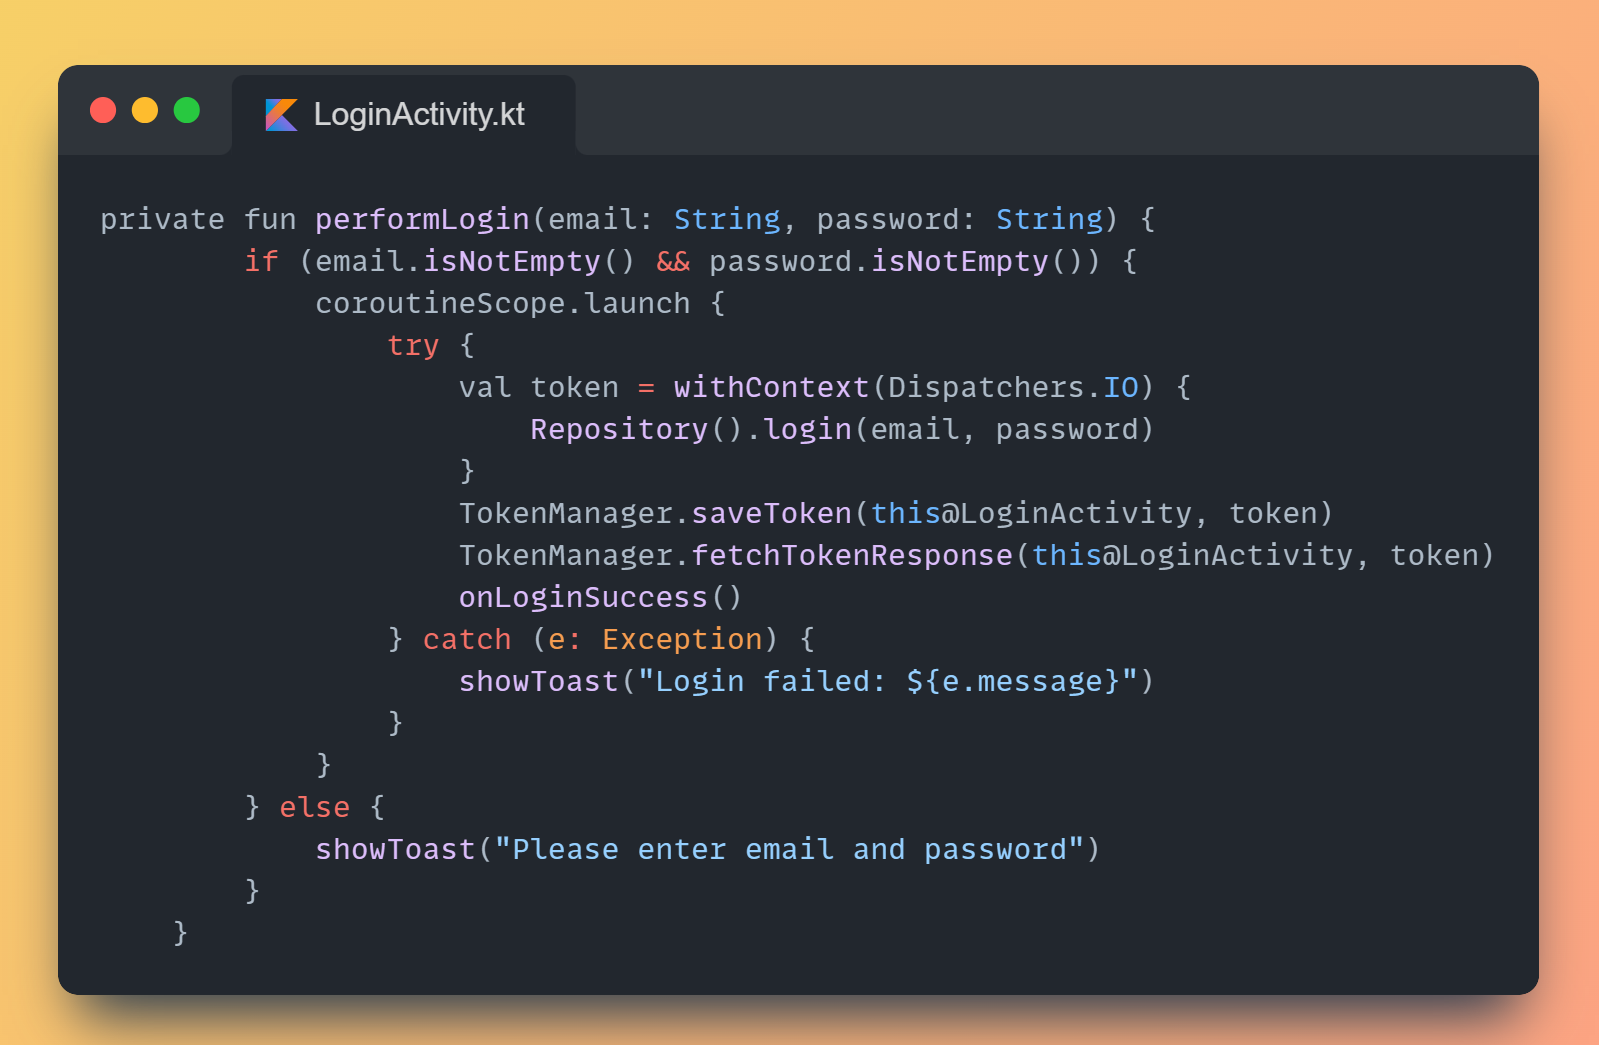 LoginActivity.kt
private fun performLogin(email: String, password: String) {
        if (email.isNotEmpty() && password.isNotEmpty()) {
            coroutineScope.launch {
                try {
                    val token = withContext(Dispatchers.IO) {
                        Repository().login(email, password)
                    }
                    TokenManager.saveToken(this@LoginActivity, token)
                    TokenManager.fetchTokenResponse(this@LoginActivity, token)
                    onLoginSuccess()
                } catch (e: Exception) {
                    showToast("Login failed: ${e.message}")
                }
            }
        } else {
            showToast("Please enter email and password")
        }
    }